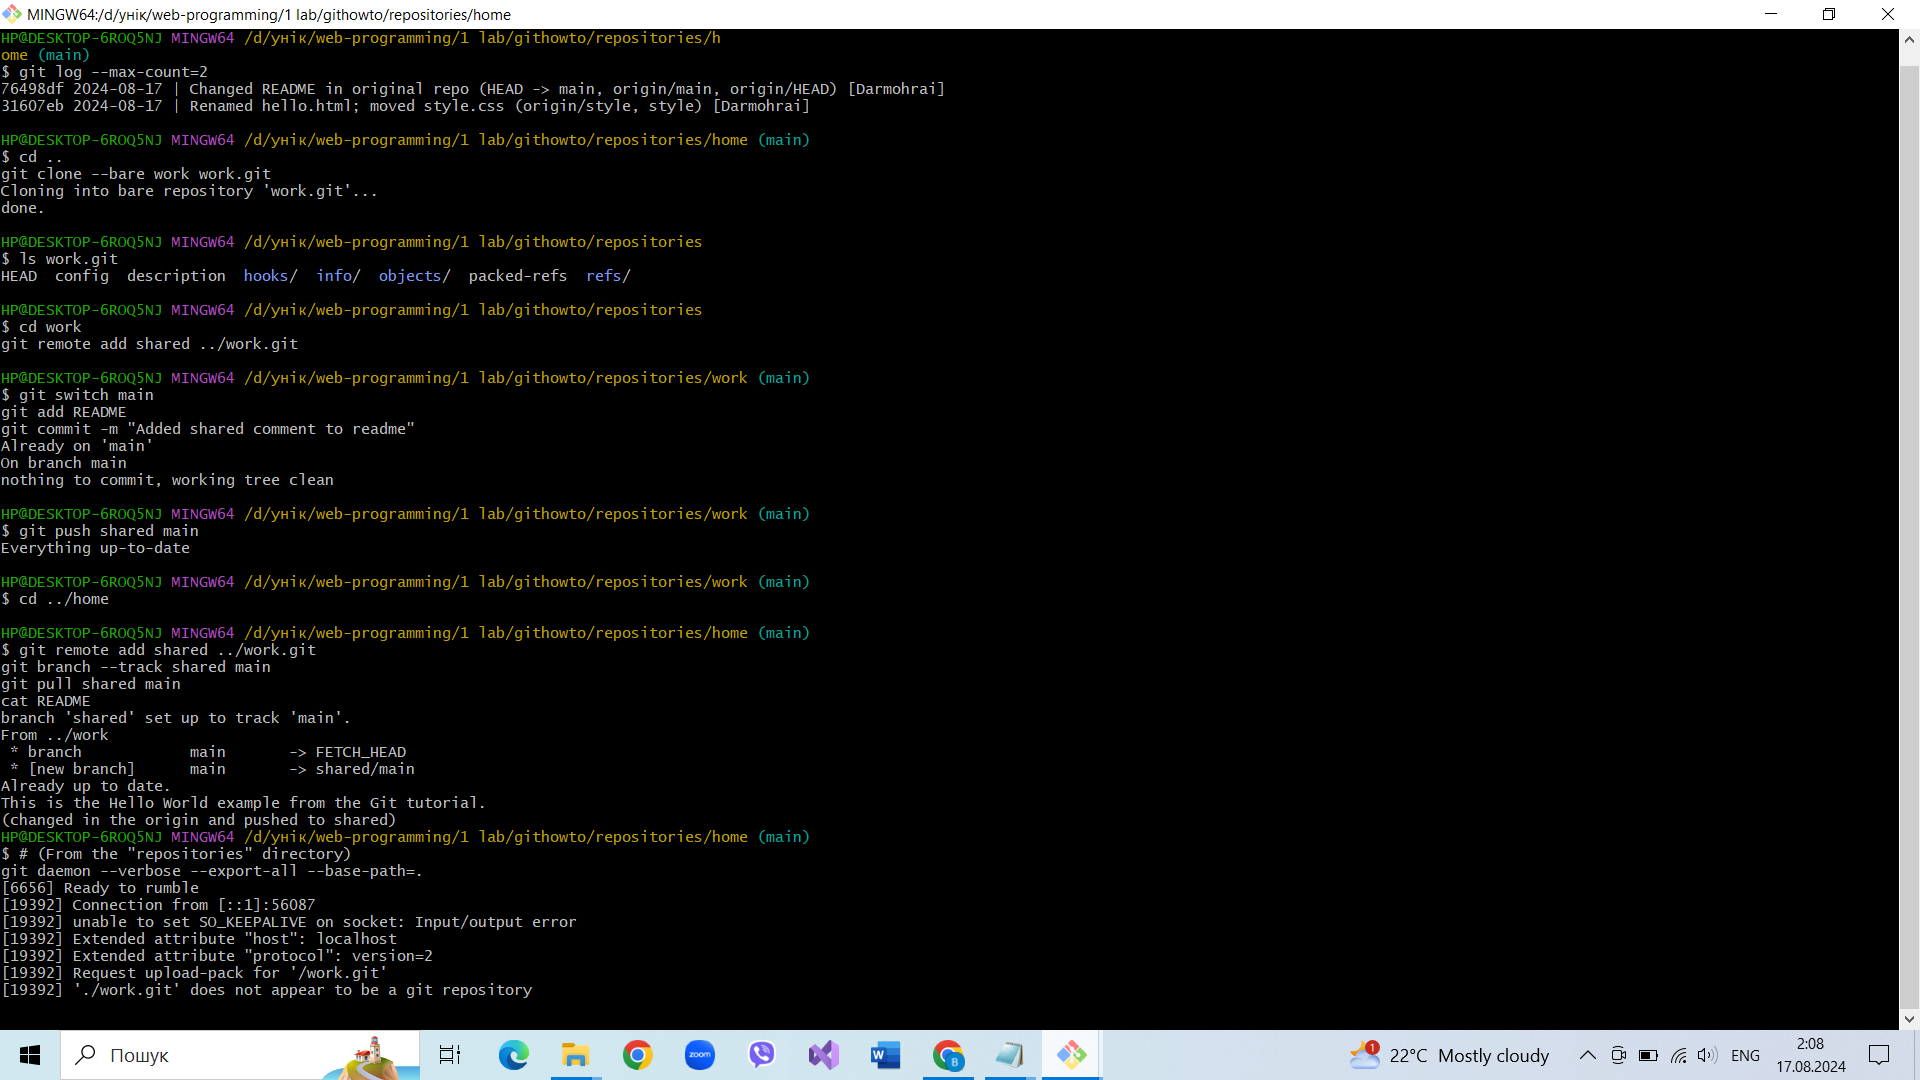 MINGW64:/d/унік/web-programming/1 lab/githowto/repositories/home
HP@DESKTOP-6ROQ5NJ MINGW64 /d/унік/web-programming/1 lab/githowto/repositories/h
ome (main)
$ git log --max-count=2
76498df 2024-08-17 | Changed README in original repo (HEAD -> main, origin/main, origin/HEAD) [Darmohrai]
31607eb 2024-08-17 | Renamed hello.html; moved style.css (origin/style, style) [Darmohrai]
HP@DESKTOP-6ROQ5NJ MINGW64 /d/унік/web-programming/1 lab/githowto/repositories/home (main)
$ cd ..
git clone --bare work work.git
Cloning into bare repository 'work.git'...
done.
HP@DESKTOP-6ROQ5NJ MINGW64 /d/унік/web-programming/1 lab/githowto/repositories
$ ls work.git
HEAD  config  description  hooks/  info/  objects/  packed-refs  refs/
HP@DESKTOP-6ROQ5NJ MINGW64 /d/унік/web-programming/1 lab/githowto/repositories
$ cd work
git remote add shared ../work.git
HP@DESKTOP-6ROQ5NJ MINGW64 /d/унік/web-programming/1 lab/githowto/repositories/work (main)
$ git switch main
git add README
git commit -m "Added shared comment to readme"
Already on 'main'
On branch main
nothing to commit, working tree clean
HP@DESKTOP-6ROQ5NJ MINGW64 /d/унік/web-programming/1 lab/githowto/repositories/work (main)
$ git push shared main
Everything up-to-date
HP@DESKTOP-6ROQ5NJ MINGW64 /d/унік/web-programming/1 lab/githowto/repositories/work (main)
$ cd ../home
HP@DESKTOP-6ROQ5NJ MINGW64 /d/унік/web-programming/1 lab/githowto/repositories/home (main)
$ git remote add shared ../work.git
git branch --track shared main
git pull shared main
cat README
branch 'shared' set up to track 'main'.
From ../work
 * branch            main       -> FETCH_HEAD
 * [new branch]      main       -> shared/main
Already up to date.
This is the Hello World example from the Git tutorial.
(changed in the origin and pushed to shared)
HP@DESKTOP-6ROQ5NJ MINGW64 /d/унік/web-programming/1 lab/githowto/repositories/home (main)
$ # (From the "repositories" directory)
git daemon --verbose --export-all --base-path=.
[6656] Ready to rumble
[19392] Connection from [::1]:56087
[19392] unable to set SO_KEEPALIVE on socket: Input/output error
[19392] Extended attribute "host": localhost
[19392] Extended attribute "protocol": version=2
[19392] Request upload-pack for '/work.git'
[19392] './work.git' does not appear to be a git repository
Пошук
zoom
W
B
1
22°C Mostly cloudy
ENG
2:08
17.08.2024